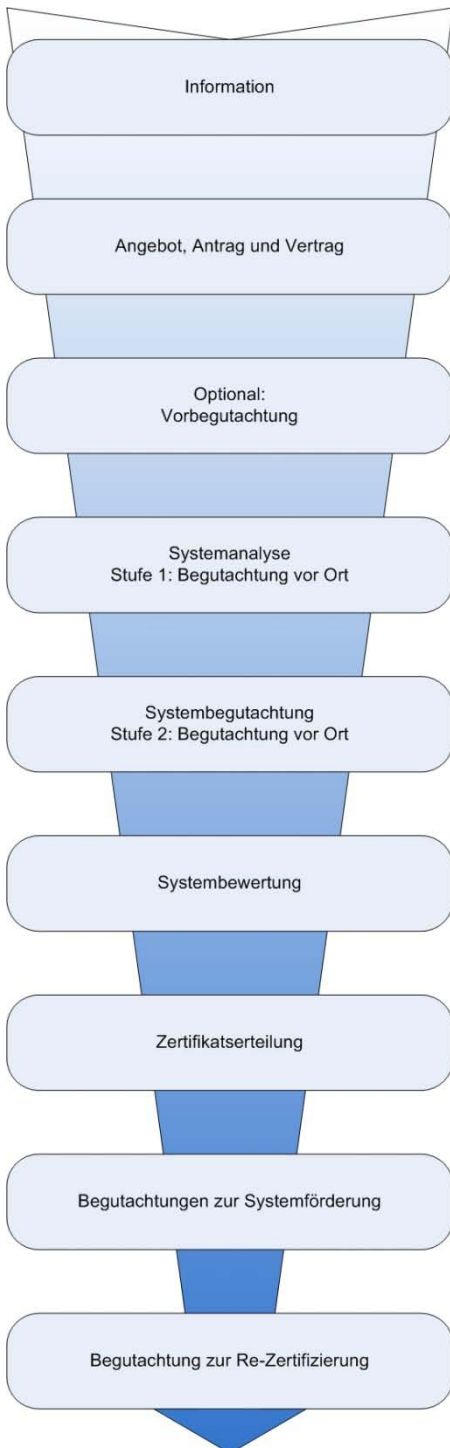 Information
Angebot, Antrag und Vertrag
Optional:
Vorbegutachtung
Systemanalyse
Stufe 1: Begutachtung vor Ort
Systembegutachtung
Stufe 2: Begutachtung vor Ort
Systembewertung
Zertifikatserteilung
Begutachtungen zur Systemförderung
Begutachtung zur Re-Zertifizierung